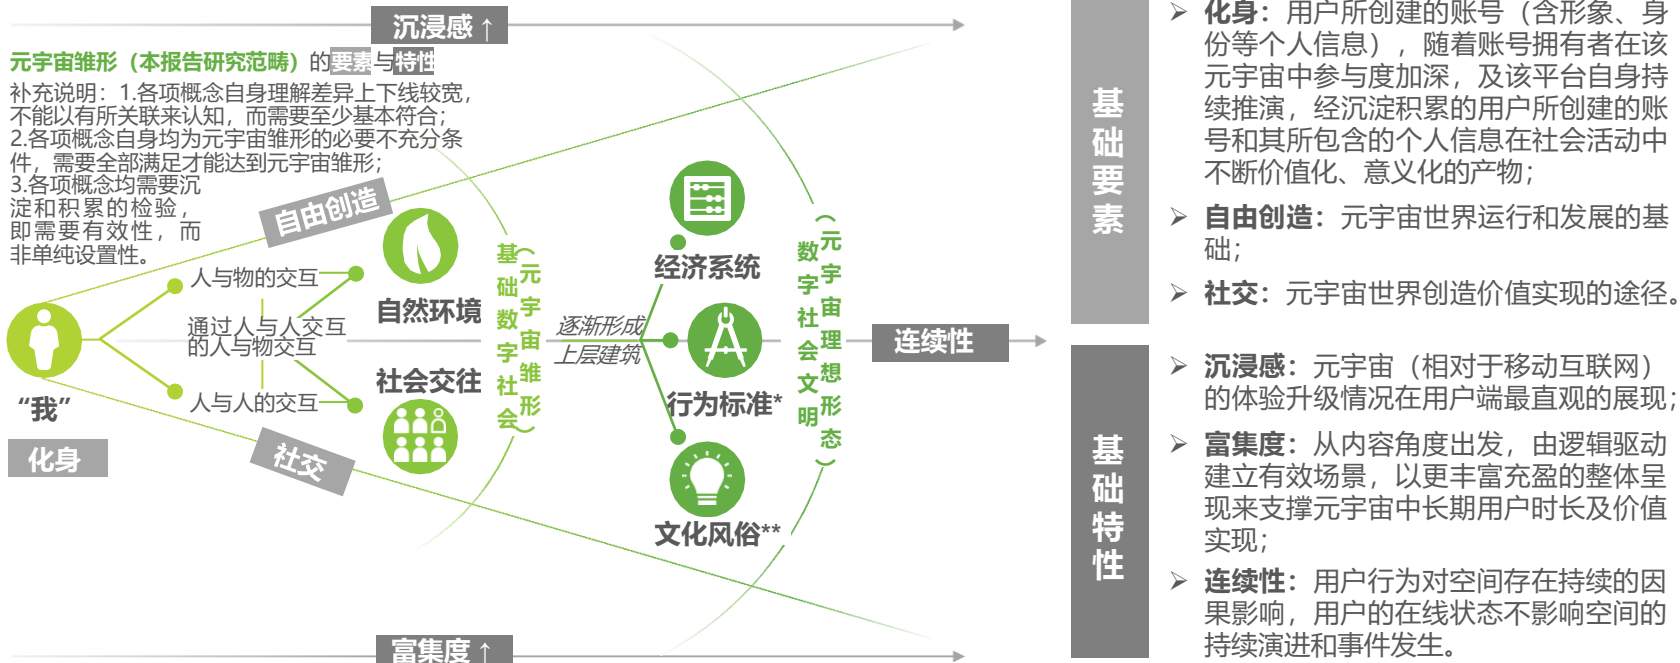 沉浸感 ↑
元宇宙雏形（本报告研究范畴）的要素与特性
补充说明：1.各项概念自身理解差异上下线较宽，
不能以有所关联来认知，而需要至少基本符合；
2.各项概念自身均为元宇宙雏形的必要不充分条
件，需要全部满足才能达到元宇宙雏形；
3.各项概念均需要沉
淀和积累的检验，
即需要有效性，而
非单纯设置性。
自由创造
人与物的交互
通过人与人交互
的人与物交互
人与人的交互
“我”
化身
社交
自然环境
社会交往
基础数字社会
（元宇宙雏形）
逐渐形成
上层建筑
经济系统
行为标准*
文化风俗**
数字社会文明
（元宇宙理想形态）
连续性
富集度 ↑
基础要素
➢ 化身：用户所创建的账号（含形象、身
份等个人信息），随着账号拥有者在该
元宇宙中参与度加深，及该平台自身持
续推演，经沉淀积累的用户所创建的账
号和其所包含的个人信息在社会活动中
不断价值化、意义化的产物；
➢ 自由创造：元宇宙世界运行和发展的基
础；
➢ 社交：元宇宙世界创造价值实现的途径。
基础特性
➢ 沉浸感：元宇宙（相对于移动互联网）
的体验升级情况在用户端最直观的展现；
➢ 富集度：从内容角度出发，由逻辑驱动
建立有效场景，以更丰富充盈的整体呈
现来支撑元宇宙中长期用户时长及价值
实现；
➢ 连续性：用户行为对空间存在持续的因
果影响，用户的在线状态不影响空间的
持续演进和事件发生。